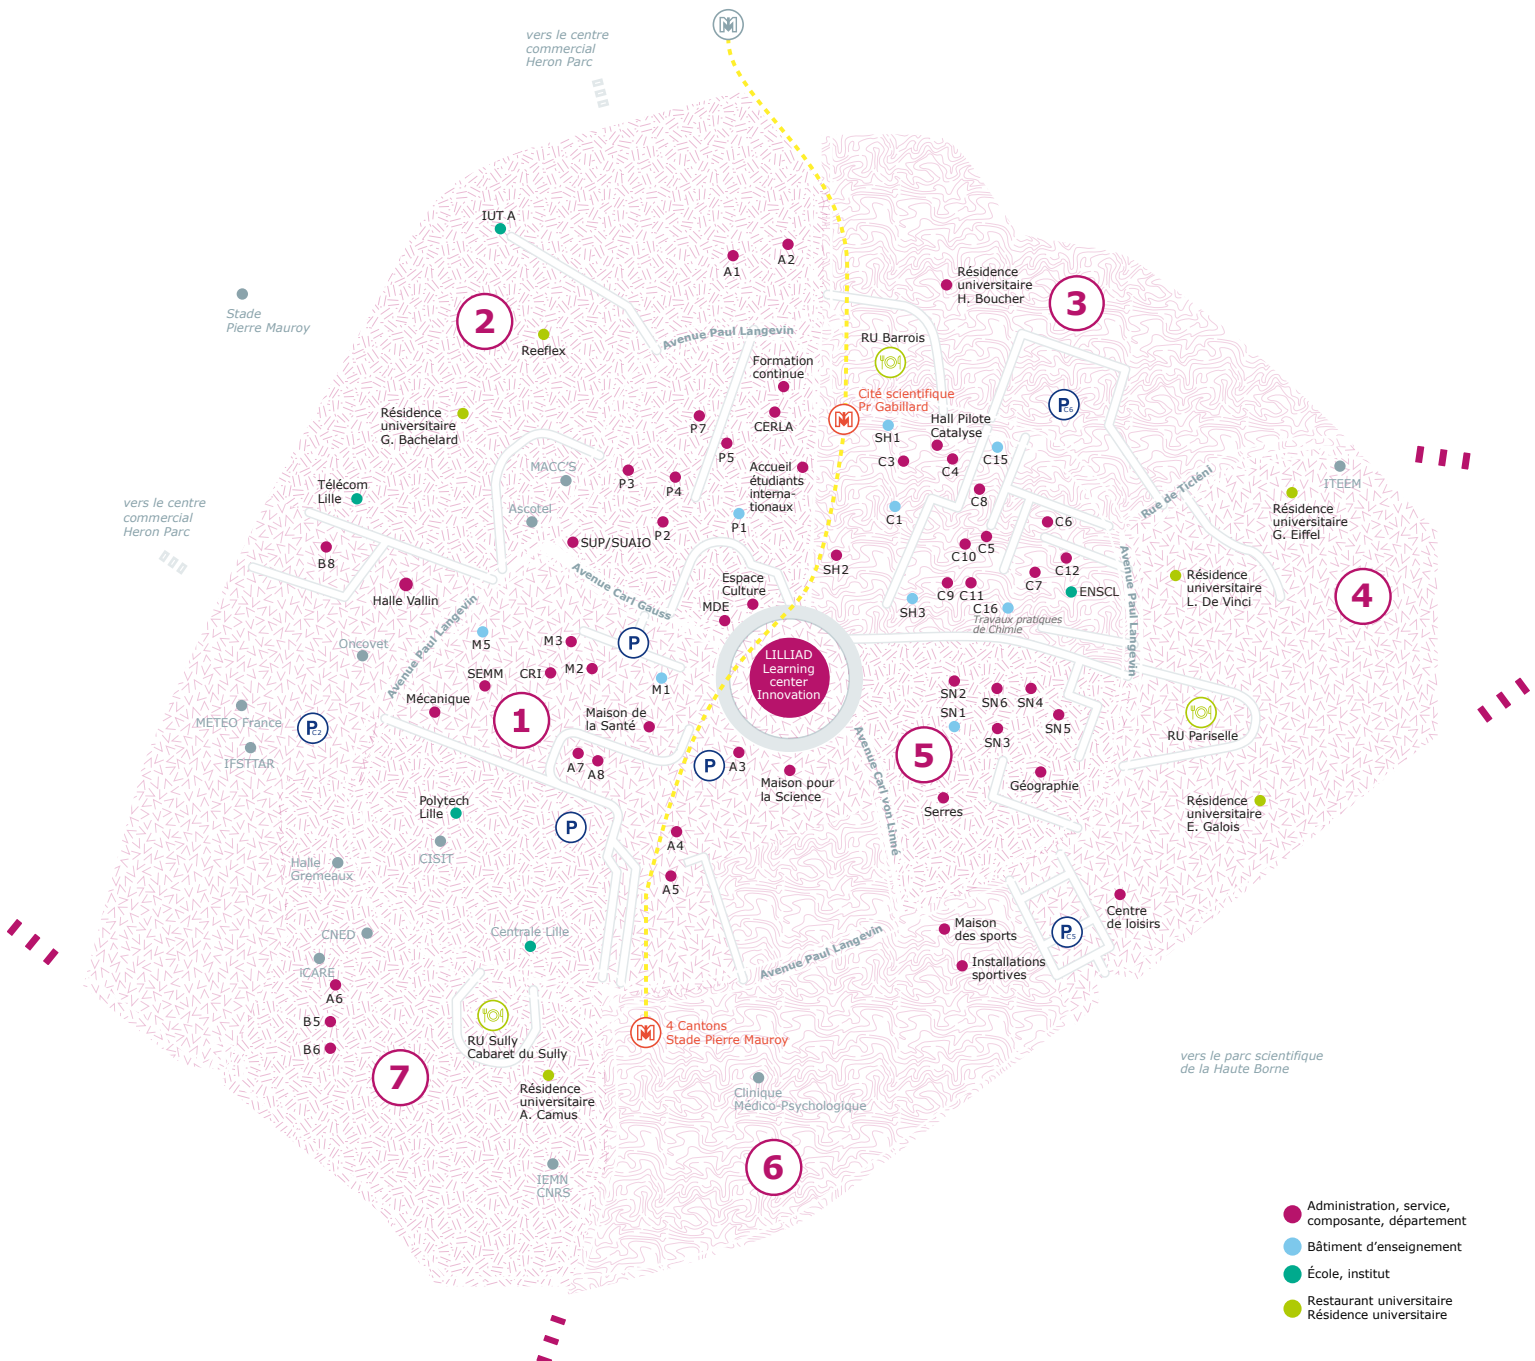 vers le centre
commercial
Heron Parc
IUT A
A1
A2
Résidence
universitaire
H. Boucher
3
Stade
Pierre Mauroy
2
Reeflex
Avenue Paul Langevin
RU Barrois
Formation
continue
Cité scientifique
Pr Gabillard
P C6
Résidence
universitaire
G. Bachelard
P7
CERLA
SH1
Hall Pilote
Catalyse
P5
C3
C4
C15
MACC'S
P3
P4
Accueil
étudiants
interna-
tionaux
Télécom
Lille
C8
Rue de Ticléni
ITEEM
Résidence
universitaire
G. Eiffel
vers le centre
commercial
Heron Parc
Ascotel
P2
P1
C1
C6
SUP/SUAIO
C5
C10
B8
SH2
C12
Avenue Paul Langevin
Halle Vallin
Avenue Carl Gauss
Espace
Culture
MDE
C9
C11
C7
ENSCL
Résidence
universitaire
L. De Vinci
4
SH3
C16
Travaux pratiques
de Chimie
Avenue Paul Langevin
M5
M3
P
Oncovet
SEMM
CRI
M2
M1
LILLIAD
Learning
center
Innovation
SN2
SN6
SN4
Mécanique
1
Maison de
la Santé
SN1
SN3
SN5
RU Pariselle
METEO France
P C2
IFSTTAR
A7
A8
P
A3
Maison pour
la Science
Avenue Carl von Linné
5
Géographie
Serres
Résidence
universitaire
E. Galois
Polytech
Lille
P
CISIT
A4
Halle
Gremeaux
A5
CNED
Centrale Lille
Avenue Paul Langevin
Maison
des sports
P C5
Centre
de loisirs
iCARE
A6
Installations
sportives
B5
B6
RU Sully
Cabaret du Sully
4 Cantons
Stade Pierre Mauroy
vers le parc scientifique
de la Haute Borne
7
Résidence
universitaire
A. Camus
Clinique
Médico-Psychologique
IEMN
CNRS
6
Administration, service,
composante, département
Bâtiment d'enseignement
École, institut
Restaurant universitaire
Résidence universitaire